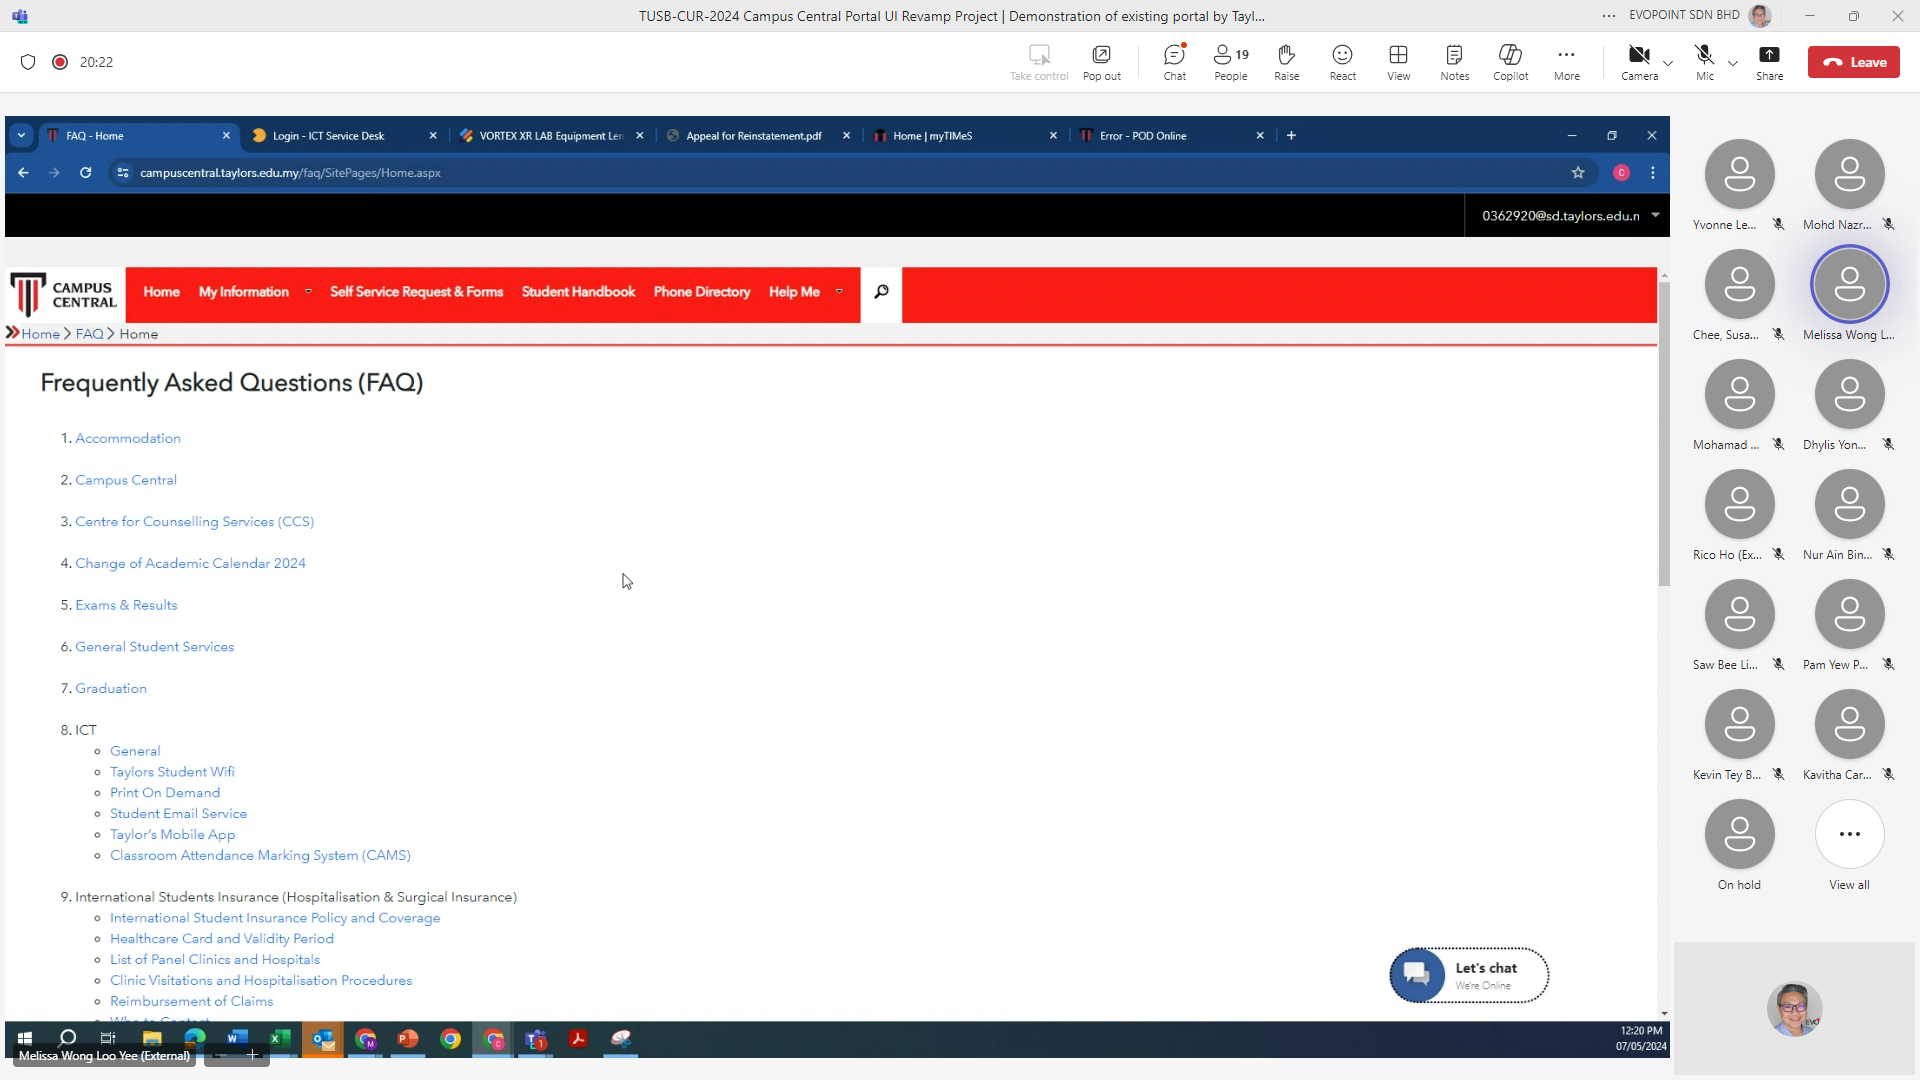 TUSB-CUR-2024 Campus Central Portal UI Revamp Project | Demonstration of existing portal by Tayl...
EVOPOINT SDN BHD
20:22
Take control
Pop out
Chat
19
People
Raise
React
View
Notes
Copilot
More
Camera
Mic
Share
Leave
FAQ - Home
Login - ICT Service Desk
VORTEX XR LAB Equipment Len
Appeal for Reinstatement.pdf
Home | myTIMeS
Error - POD Online
campuscentral.taylors.edu.my/faq/SitePages/Home.aspx
C
0362920@sd.taylors.edu.n
CAMPUS
CENTRAL
Home
My Information
Self Service Request & Forms
Student Handbook
Phone Directory
Help Me
Home > FAQ > Home
Frequently Asked Questions (FAQ)
1. Accommodation
2. Campus Central
3. Centre for Counselling Services (CCS)
4. Change of Academic Calendar 2024
5. Exams & Results
6. General Student Services
7. Graduation
8. ICT
General
Taylors Student Wifi
Print On Demand
Student Email Service
Taylor's Mobile App
Classroom Attendance Marking System (CAMS)
9. International Students Insurance (Hospitalisation & Surgical Insurance)
International Student Insurance Policy and Coverage
Healthcare Card and Validity Period
List of Panel Clinics and Hospitals
Clinic Visitations and Hospitalisation Procedures
Reimbursement of Claims
Who to Contact
Let's chat
We're Online
12:20 PM
07/05/2024
Melissa Wong Loo Yee (External)
Yvonne Le...
Mohd Nazr...
Chee, Susa...
Melissa Wong L...
Mohamad ...
Dhylis Yon...
Rico Ho (Ex...
Nur Ain Bin...
Saw Bee Li...
Pam Yew P...
Kevin Tey B...
Kavitha Car...
On hold
View all